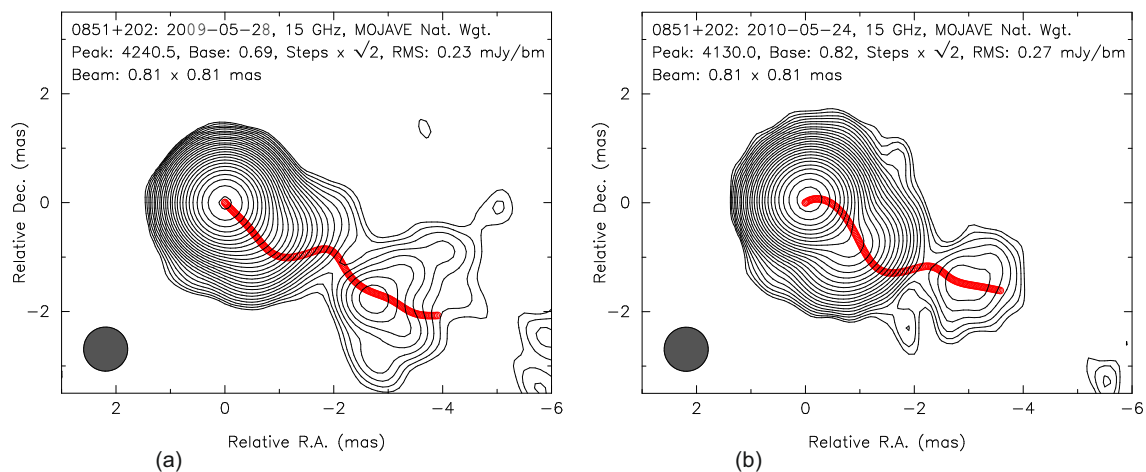 0851+202: 2009-05-28, 15 GHz, MOJAVE Nat. Wgt.
Peak: 4240.5, Base: 0.69, Steps x √2, RMS: 0.23 mJy/bm
Beam: 0.81 x 0.81 mas
2
0
−2
Relative Dec. (mas)
2 0 −2 −4 −6
Relative R.A. (mas)
(a)
0851+202: 2010-05-24, 15 GHz, MOJAVE Nat. Wgt.
Peak: 4130.0, Base: 0.82, Steps x √2, RMS: 0.27 mJy/bm
Beam: 0.81 x 0.81 mas
2
0
−2
Relative Dec. (mas)
2 0 −2 −4 −6
Relative R.A. (mas)
(b)